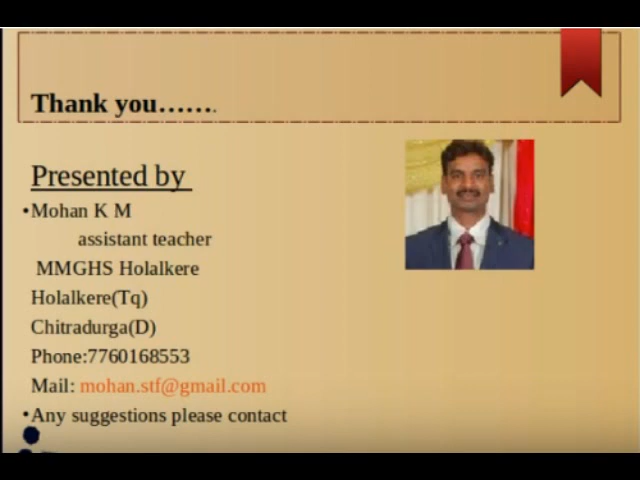 Thank you…….
Presented by
•Mohan K M
assistant teacher
MMGHS Holalkere
Holalkere(Tq)
Chitradurga(D)
Phone:7760168553
Mail: mohan.stf@gmail.com
•Any suggestions please contact